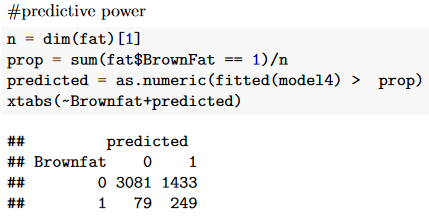 #predictive power
n = dim(fat)[1]
prop = sum(fat$BrownFat == 1)/n
predicted = as.numeric(fitted(model4) >  prop)
xtabs(~Brownfat+predicted)
##         predicted
## Brownfat    0    1
##        0 3081 1433
##        1   79  249